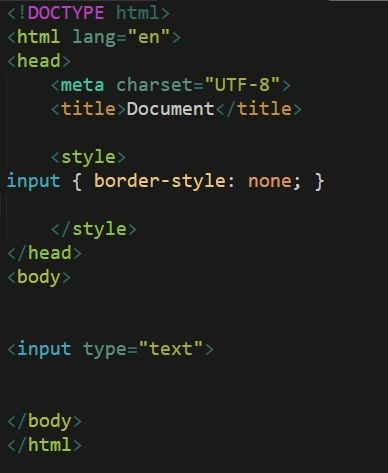 <!DOCTYPE html>
<html lang="en">
<head>
    <meta charset="UTF-8">
    <title>Document</title>

    <style>
input { border-style: none; }

    </style>
</head>
<body>


<input type="text">


</body>
</html>